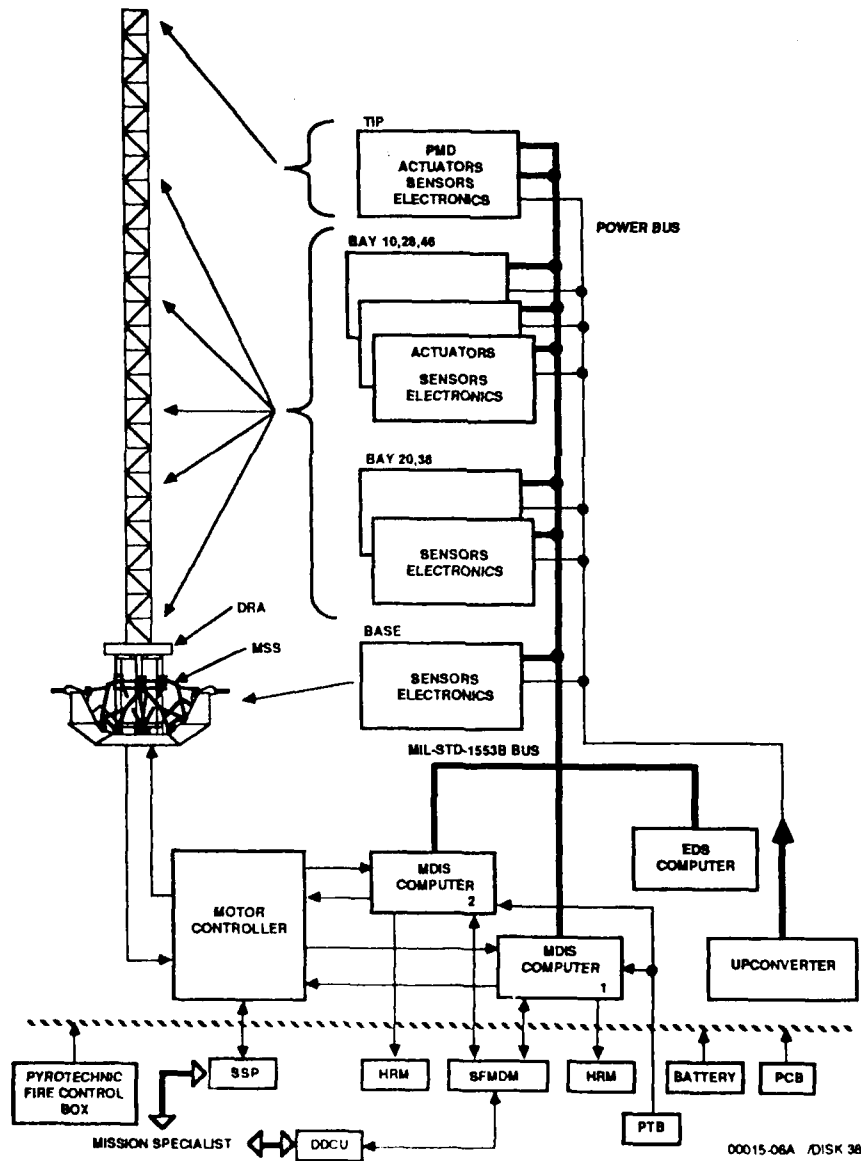 TIP
PMD
ACTUATORS
SENSORS
ELECTRONICS
POWER BUS
BAY 10,28,46
ACTUATORS
SENSORS
ELECTRONICS
BAY 20,38
SENSORS
ELECTRONICS
DRA
MSS
BASE
SENSORS
ELECTRONICS
MIL-STD-1553B BUS
EDS
COMPUTER
MDIS
COMPUTER
2
MOTOR
CONTROLLER
MDIS
COMPUTER
1
UPCONVERTER
PYROTECHNIC
FIRE CONTROL
BOX
SSP
HRM
SFMDM
HRM
BATTERY
PCB
PTB
MISSION SPECIALIST
DDCU
00015-06A /DISK 38